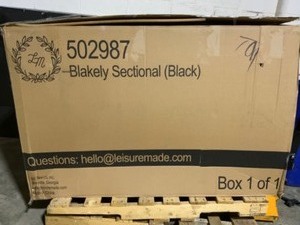 LM
502987
Blakely Sectional (Black)
Questions: hello@leisuremade.com
Box 1 of 1